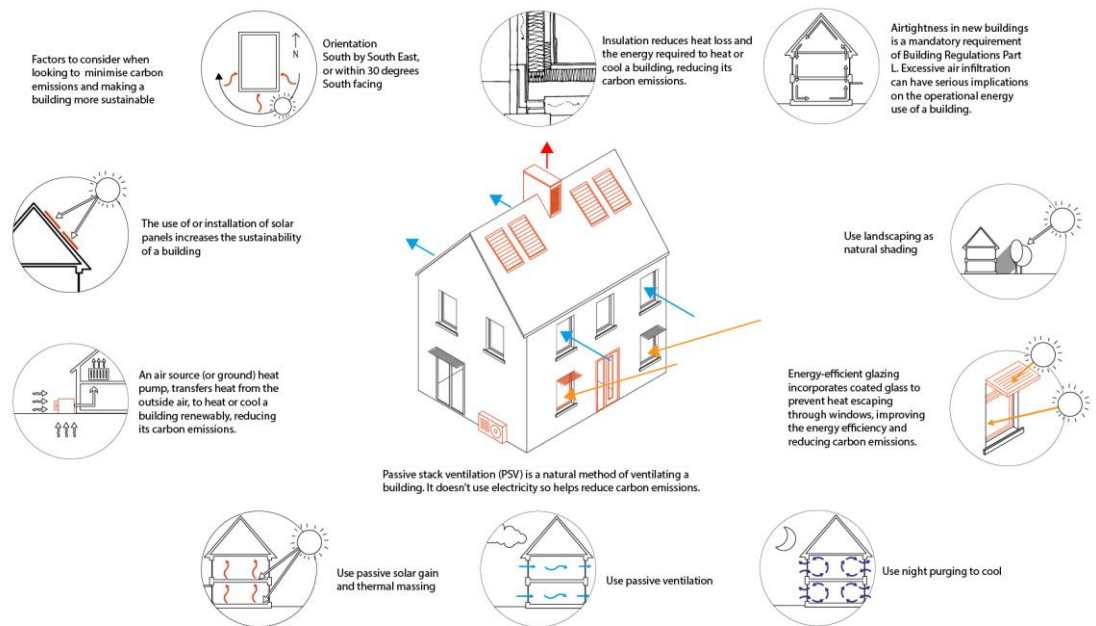 Factors to consider when
looking to minimise carbon
emissions and making a
building more sustainable
N
Orientation
South by South East,
or within 30 degrees
South facing
Insulation reduces heat loss and
the energy required to heat or
cool a building, reducing its
carbon emissions.
Airtightness in new buildings
is a mandatory requirement
of Building Regulations Part
L. Excessive air infiltration
can have serious implications
on the operational energy
use of a building.
The use of or installation of solar
panels increases the sustainability
of a building
Use landscaping as
natural shading
An air source (or ground) heat
pump, transfers heat from the
outside air, to heat or cool a
building renewably, reducing
its carbon emissions.
Energy-efficient glazing
incorporates coated glass to
prevent heat escaping
through windows, improving
the energy efficiency and
reducing carbon emissions.
Passive stack ventilation (PSV) is a natural method of ventilating a
building. It doesn't use electricity so helps reduce carbon emissions.
Use passive solar gain
and thermal massing
Use passive ventilation
Use night purging to cool